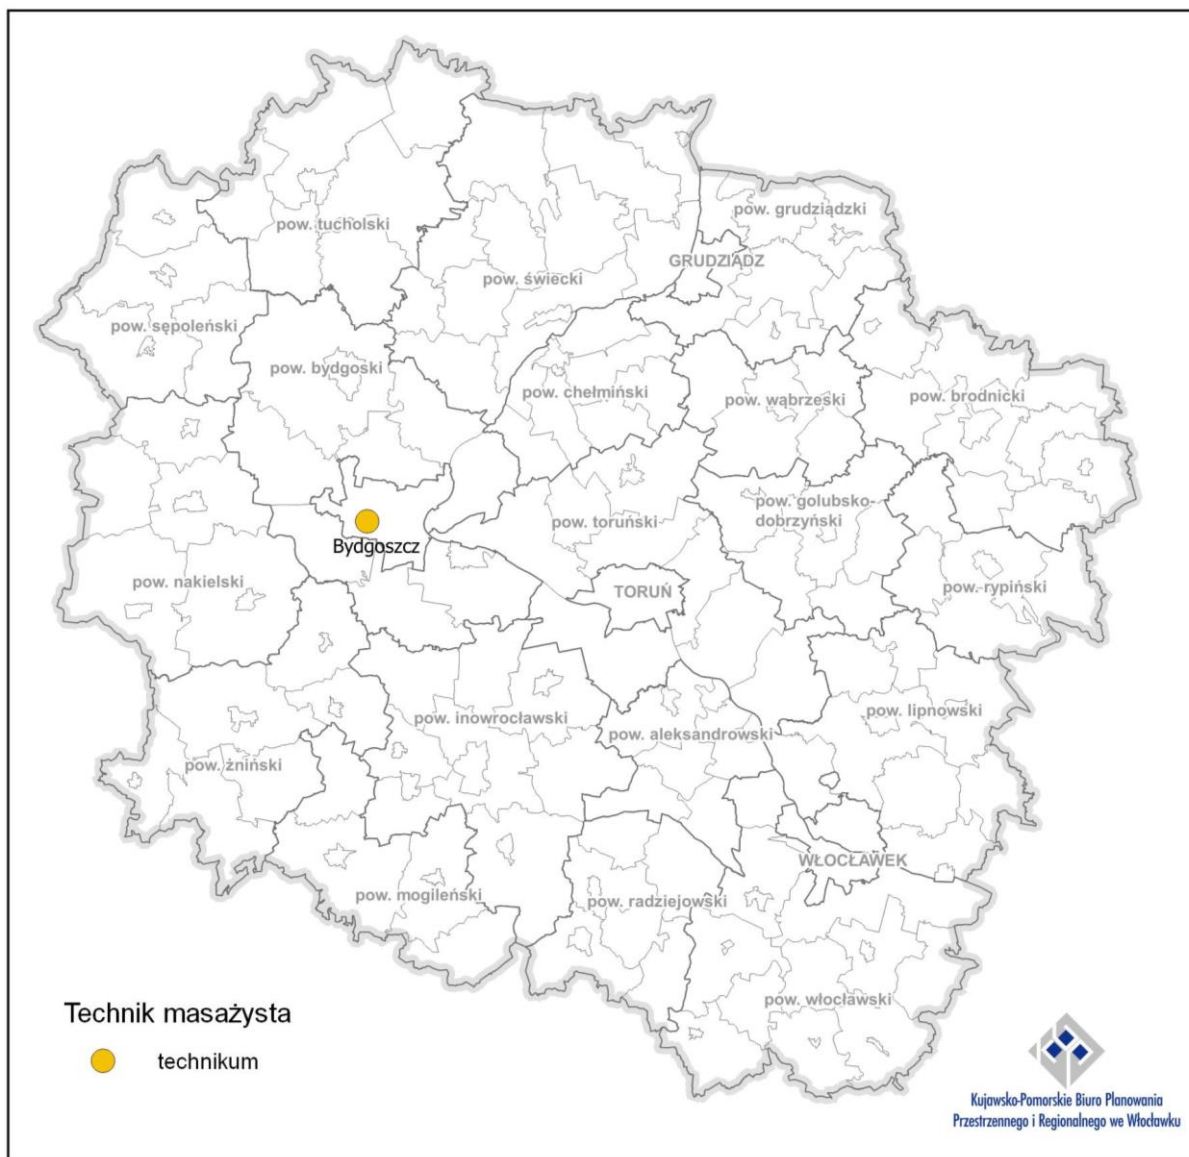 pow. grudziądzki
pow. tucholski
GRUDZIĄDZ
pow. świecki
pow. sępoleński
pow. bydgoski
pow. chełmiński
pow. wąbrzeski
pow. brodnicki
pow. golubsko-
dobrzyński
pow. toruński
Bydgoszcz
pow. nakielski
TORUŃ
pow. rypiński
pow. lipnowski
pow. inowrocławski
pow. aleksandrowski
pow. żniński
WŁOCŁAWEK
pow. mogileński
pow. radziejowski
pow. włocławski
Technik masażysta
technikum
Kujawsko-Pomorskie Biuro Planowania
Przestrzennego i Regionalnego we Włocławku